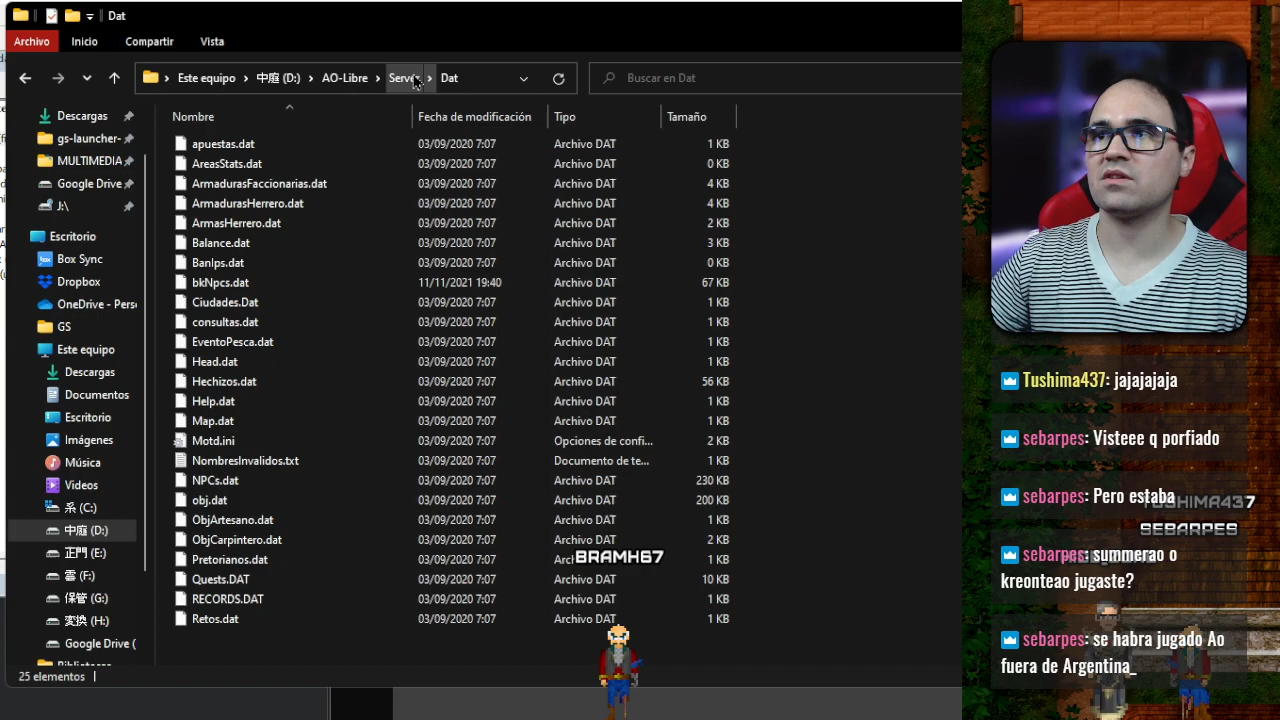 Dat
Archivo Inicio Compartir Vista
Este equipo 中庭 (D:) AO-Libre Serve Dat
Buscar en Dat
Descargas
gs-launcher-
MULTIMEDIA
Google Drive
J:\
Escritorio
Box Sync
Dropbox
OneDrive - Perso
GS
Este equipo
Descargas
Documentos
Escritorio
Imágenes
Música
Videos
系 (C:)
中庭 (D:)
正門 (E:)
雲 (F:)
保管 (G:)
変換 (H:)
Google Drive (
Bibliotecas
Nombre Fecha de modificación Tipo Tamaño
apuestas.dat 03/09/2020 7:07 Archivo DAT 1 KB
AreasStats.dat 03/09/2020 7:07 Archivo DAT 0 KB
ArmadurasFaccionarias.dat 03/09/2020 7:07 Archivo DAT 4 KB
ArmadurasHerrero.dat 03/09/2020 7:07 Archivo DAT 4 KB
ArmasHerrero.dat 03/09/2020 7:07 Archivo DAT 2 KB
Balance.dat 03/09/2020 7:07 Archivo DAT 3 KB
BanIps.dat 03/09/2020 7:07 Archivo DAT 0 KB
bkNpcs.dat 11/11/2021 19:40 Archivo DAT 67 KB
Ciudades.Dat 03/09/2020 7:07 Archivo DAT 1 KB
consultas.dat 03/09/2020 7:07 Archivo DAT 1 KB
EventoPesca.dat 03/09/2020 7:07 Archivo DAT 1 KB
Head.dat 03/09/2020 7:07 Archivo DAT 1 KB
Hechizos.dat 03/09/2020 7:07 Archivo DAT 56 KB
Help.dat 03/09/2020 7:07 Archivo DAT 1 KB
Map.dat 03/09/2020 7:07 Archivo DAT 1 KB
Motd.ini 03/09/2020 7:07 Opciones de confi... 2 KB
NombresInvalidos.txt 03/09/2020 7:07 Documento de te... 1 KB
NPCs.dat 03/09/2020 7:07 Archivo DAT 230 KB
obj.dat 03/09/2020 7:07 Archivo DAT 200 KB
ObjArtesano.dat 03/09/2020 7:07 Archivo DAT 1 KB
ObjCarpintero.dat 03/09/2020 7:07 Archivo DAT 2 KB
Pretorianos.dat 03/09/2020 7:07 Arc 1 KB
Quests.DAT 03/09/2020 7:07 Archivo DAT 10 KB
RECORDS.DAT 03/09/2020 7:07 Archivo DAT 1 KB
Retos.dat 03/09/2020 7:07 Archivo DAT 1 KB
25 elementos
BRAMH67
Tushima437: jajajajaja
sebarpes: Visteee q porfiado
sebarpes: Pero estaba
TUSHIMA437
SEBARPES
sebarpes: summerao o
kreonteao jugaste?
sebarpes: se habra jugado Ao
fuera de Argentina_